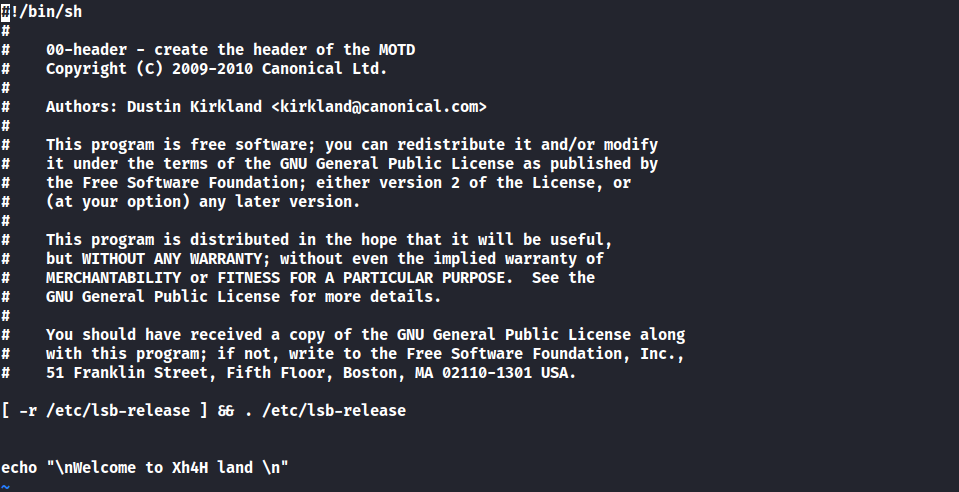 #!/bin/sh
#
#    00-header - create the header of the MOTD
#    Copyright (C) 2009-2010 Canonical Ltd.
#
#    Authors: Dustin Kirkland <kirkland@canonical.com>
#
#    This program is free software; you can redistribute it and/or modify
#    it under the terms of the GNU General Public License as published by
#    the Free Software Foundation; either version 2 of the License, or
#    (at your option) any later version.
#
#    This program is distributed in the hope that it will be useful,
#    but WITHOUT ANY WARRANTY; without even the implied warranty of
#    MERCHANTABILITY or FITNESS FOR A PARTICULAR PURPOSE.  See the
#    GNU General Public License for more details.
#
#    You should have received a copy of the GNU General Public License along
#    with this program; if not, write to the Free Software Foundation, Inc.,
#    51 Franklin Street, Fifth Floor, Boston, MA 02110-1301 USA.

[ -r /etc/lsb-release ] && . /etc/lsb-release


echo "\nWelcome to Xh4H land \n"
~